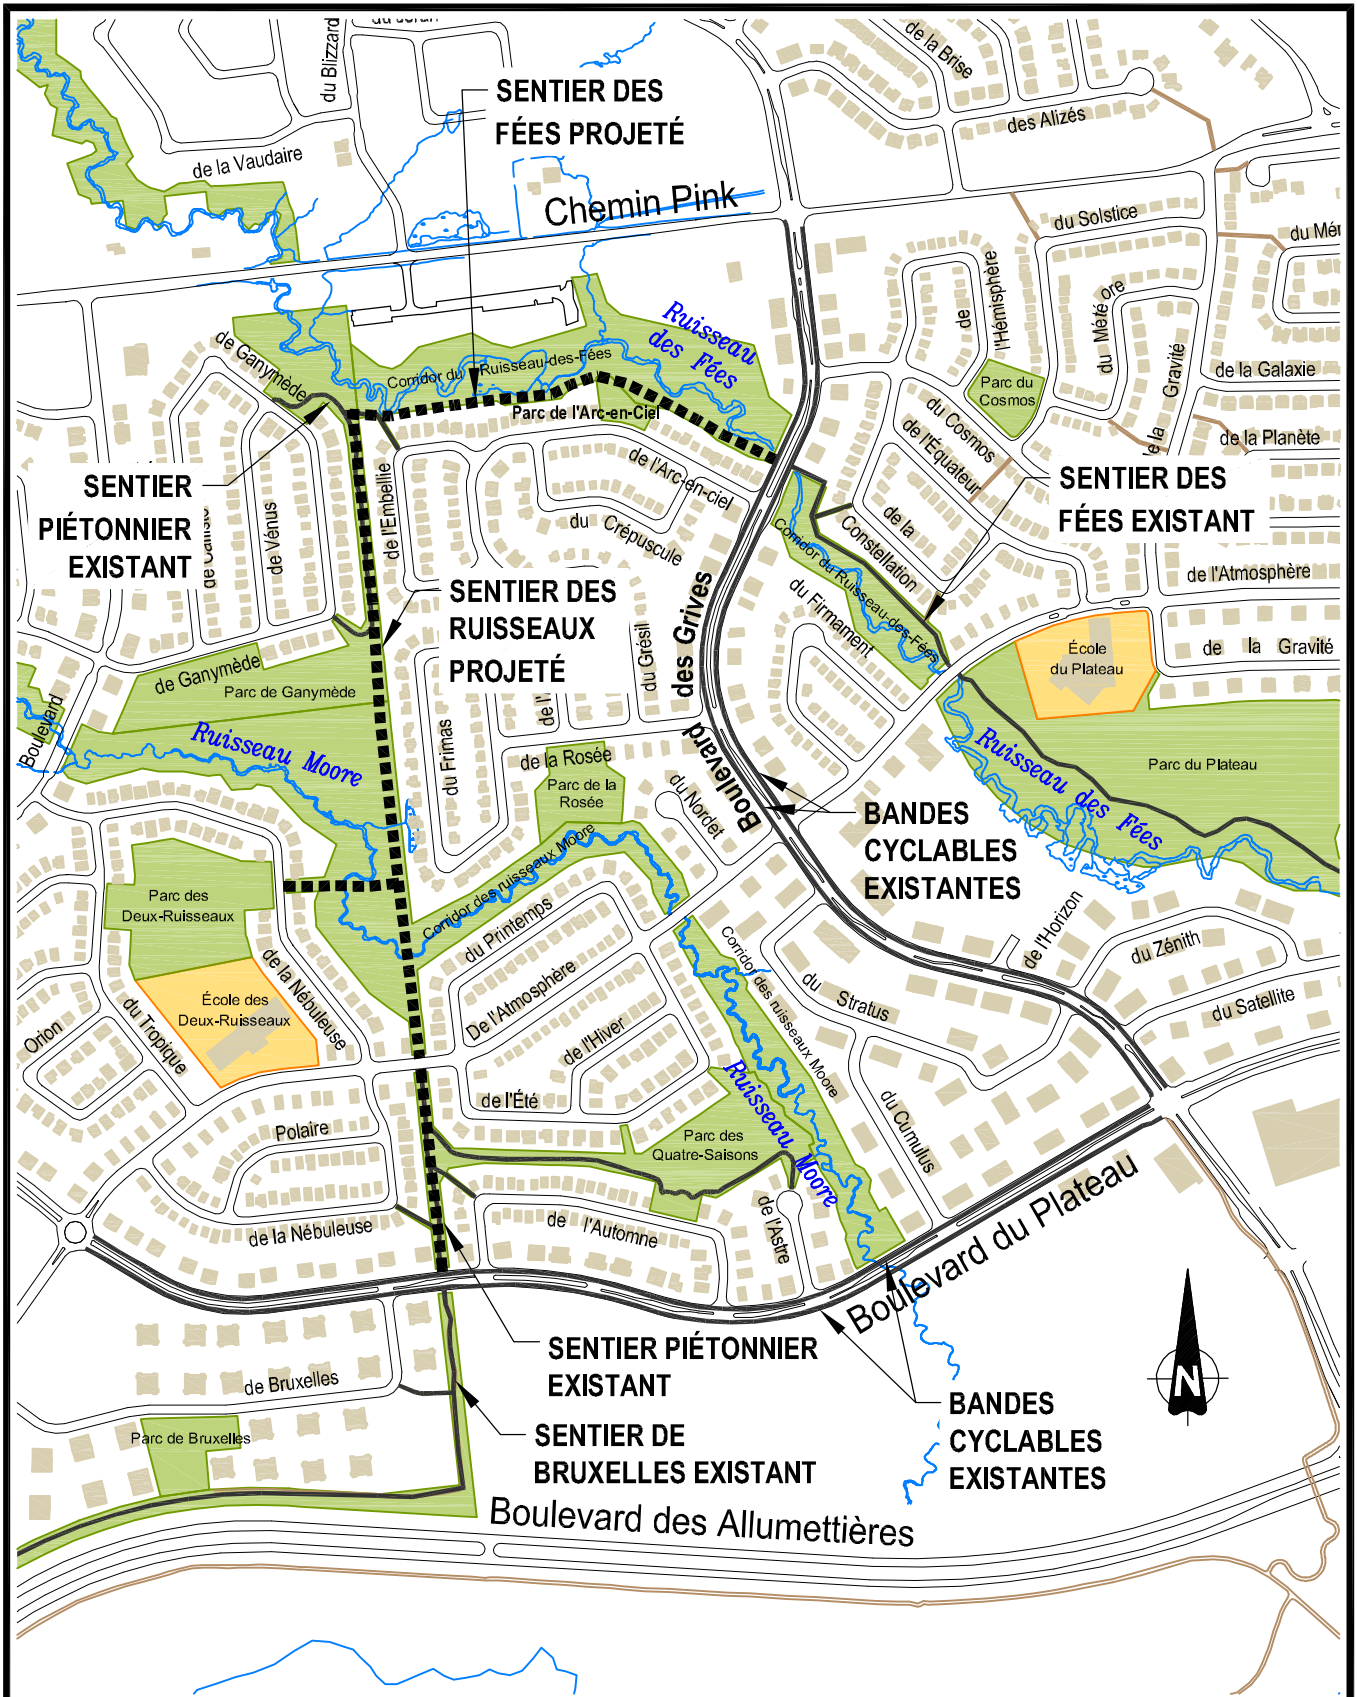 du Blizzard
de la Brise
SENTIER DES
FÉES PROJETÉ
des Alizés
de la Vaudaire
Chemin Pink
du Solstice
de
l'Hémisphère
du Météore
Gravité
de la
Ruisseau
des Fées
de Ganymède
Corridor du Ruisseau-des-Fées
Parc de l'Arc-en-Ciel
Parc du
Cosmos
de la Galaxie
du Cosmos
de l'Équateur
de la Planète
SENTIER
PIÉTONNIER
EXISTANT
de Vénus
de l'Embellie
de l'Arc-en-ciel
du Crépuscule
SENTIER DES
FÉES EXISTANT
de la
Constellation
Corridor du Ruisseau-des-Fées
de l'Atmosphère
SENTIER DES
RUISSEAUX
PROJETÉ
du Grésil
Boulevard des Grives
du Firmament
École
du Plateau
de la Gravité
de Ganymède
Parc de Ganymède
Boulevard
Ruisseau Moore
du Frimas
de la Rosée
Parc de la
Rosée
du Nordet
Ruisseau des Fées
Parc du Plateau
BANDES
CYCLABLES
EXISTANTES
Parc des
Deux-Ruisseaux
Corridor des ruisseaux Moore
du Printemps
de l'Horizon
du Zénith
du Satellite
École des
Deux-Ruisseaux
de la Nébuleuse
du Tropique
Orion
De l'Atmosphère
de l'Hiver
de l'Été
Corridor des ruisseaux Moore
du Stratus
du Cumulus
Ruisseau Moore
Polaire
Parc des
Quatre-Saisons
de la Nébuleuse
de l'Automne
de l'Astre
Boulevard du Plateau
SENTIER PIÉTONNIER
EXISTANT
de Bruxelles
Parc de Bruxelles
SENTIER DE
BRUXELLES EXISTANT
BANDES
CYCLABLES
EXISTANTES
N
Boulevard des Allumettières